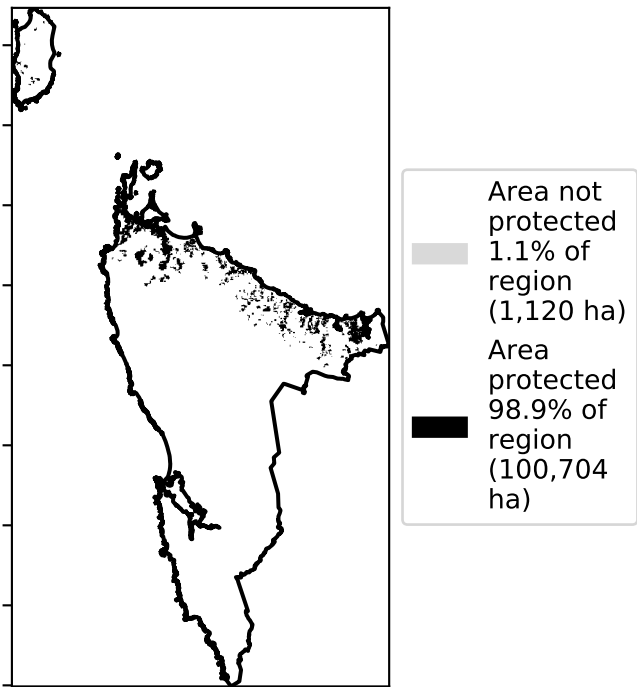 Area not
protected
1.1% of
region
(1,120 ha)
Area
protected
98.9% of
region
(100,704
ha)